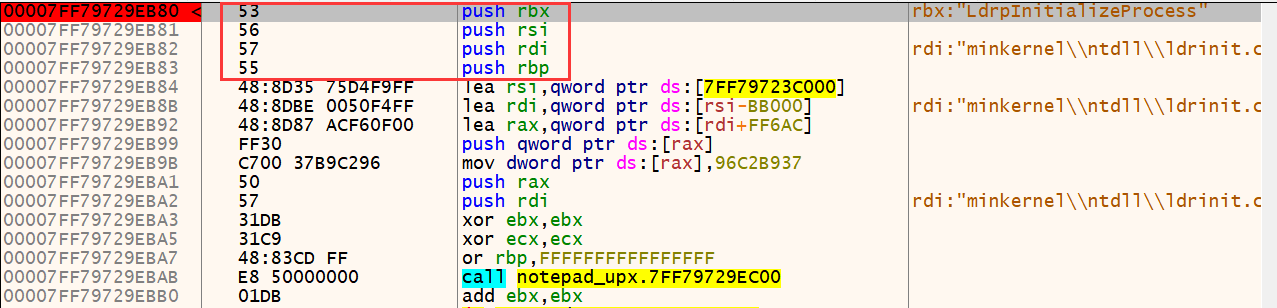 00007FF79729EB80 < 53 push rbx rbx:"LdrpInitializeProcess"
00007FF79729EB81 56 push rsi
00007FF79729EB82 57 push rdi rdi:"minkernel\\ntdll\\ldrinit.c
00007FF79729EB83 55 push rbp
00007FF79729EB84 48:8D35 75D4F9FF lea rsi,qword ptr ds:[7FF79723C000]
00007FF79729EB8B 48:8DBE 0050F4FF lea rdi,qword ptr ds:[rsi-BB000] rdi:"minkernel\\ntdll\\ldrinit.c
00007FF79729EB92 48:8D87 ACF60F00 lea rax,qword ptr ds:[rdi+FF6AC]
00007FF79729EB99 FF30 push qword ptr ds:[rax]
00007FF79729EB9B C700 37B9C296 mov dword ptr ds:[rax],96C2B937
00007FF79729EBA1 50 push rax
00007FF79729EBA2 57 push rdi rdi:"minkernel\\ntdll\\ldrinit.c
00007FF79729EBA3 31DB xor ebx,ebx
00007FF79729EBA5 31C9 xor ecx,ecx
00007FF79729EBA7 48:83CD FF or rbp,FFFFFFFFFFFFFFFF
00007FF79729EBAB E8 50000000 call notepad_upx.7FF79729EC00
00007FF79729EBB0 01DB add ebx,ebx